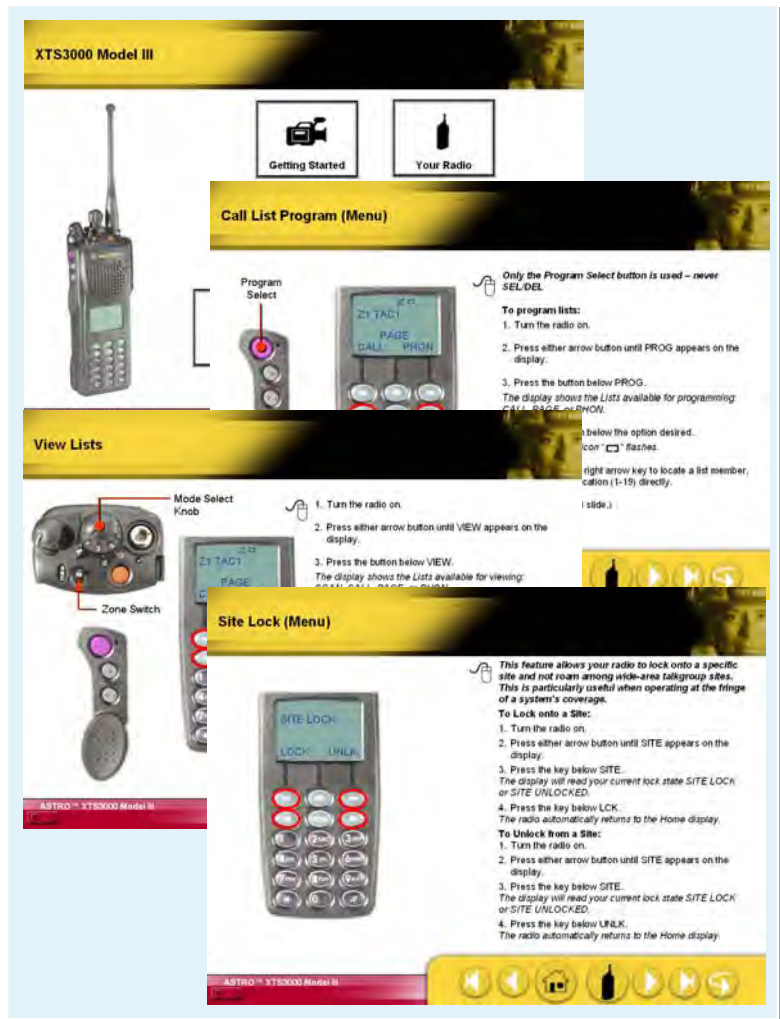 XTS3000 Model III
Getting Started
Your Radio
Call List Program (Menu)
Program
Select
Z1 TAC1
PAGE
CALL PHON
Only the Program Select button is used – never
SEL/DEL
To program lists:
1. Turn the radio on.
2. Press either arrow button until PROG appears on the
display.
3. Press the button below PROG.
The display shows the Lists available for programming:
CALL, PAGE, or PHON.
below the option desired.
icon " " flashes.
right arrow key to locate a list member,
cation (1-19) directly.
slide.)
View Lists
Mode Select
Knob
Zone Switch
Z1 TAC1
PAGE
1. Turn the radio on.
2. Press either arrow button until VIEW appears on the
display.
3. Press the button below VIEW.
The display shows the Lists available for viewing:
SCAN, CALL, PAGE, or PHON.
ASTRO™ XTS3000 Model III
Site Lock (Menu)
SITE LOCK
LOCK UNLK
This feature allows your radio to lock onto a specific
site and not roam among wide-area talkgroup sites.
This is particularly useful when operating at the fringe
of a system's coverage.
To Lock onto a Site:
1. Turn the radio on.
2. Press either arrow button until SITE appears on the
display.
3. Press the key below SITE.
The display will read your current lock state SITE LOCK
or SITE UNLOCKED.
4. Press the key below LCK.
The radio automatically returns to the Home display.
To Unlock from a Site:
1. Turn the radio on.
2. Press either arrow button until SITE appears on the
display.
3. Press the key below SITE.
The display will read your current lock state SITE LOCK
or SITE UNLOCKED.
4. Press the key below UNLK.
The radio automatically returns to the Home display.
ASTRO™ XTS3000 Model III